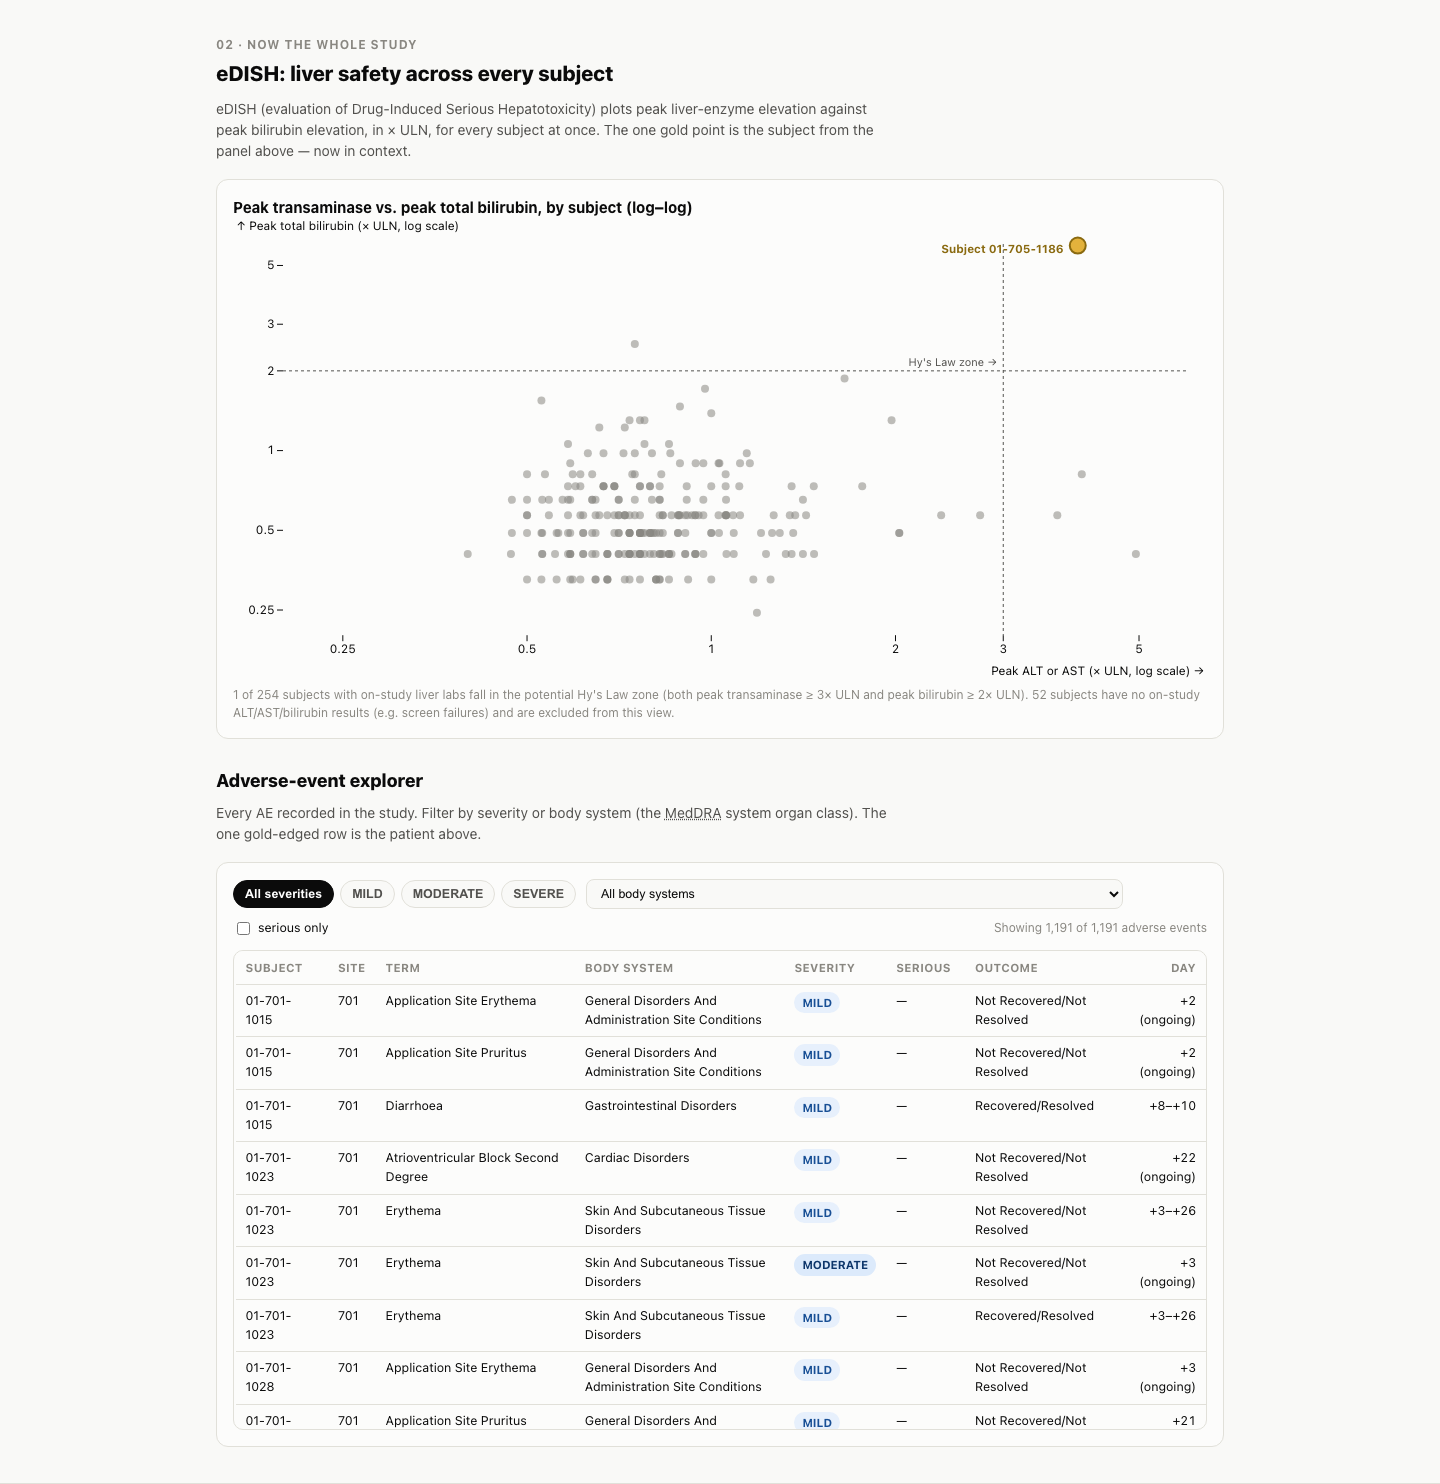 02 · NOW THE WHOLE STUDY
eDISH: liver safety across every subject
eDISH (evaluation of Drug-Induced Serious Hepatotoxicity) plots peak liver-enzyme elevation against
peak bilirubin elevation, in × ULN, for every subject at once. The one gold point is the subject from the
panel above — now in context.
Peak transaminase vs. peak total bilirubin, by subject (log–log)
↑ Peak total bilirubin (× ULN, log scale)
Subject 01-705-1186
5
3
Hy's Law zone →
2
1
0.5
0.25
0.25 0.5 1 2 3 5
Peak ALT or AST (× ULN, log scale) →
1 of 254 subjects with on-study liver labs fall in the potential Hy's Law zone (both peak transaminase ≥ 3× ULN and peak bilirubin ≥ 2× ULN). 52 subjects have no on-study
ALT/AST/bilirubin results (e.g. screen failures) and are excluded from this view.
Adverse-event explorer
Every AE recorded in the study. Filter by severity or body system (the MedDRA system organ class). The
one gold-edged row is the patient above.
All severities MILD MODERATE SEVERE All body systems
serious only Showing 1,191 of 1,191 adverse events
SUBJECT SITE TERM BODY SYSTEM SEVERITY SERIOUS OUTCOME DAY
01-701- 701 Application Site Erythema General Disorders And MILD — Not Recovered/Not +2
1015 Administration Site Conditions Resolved (ongoing)
01-701- 701 Application Site Pruritus General Disorders And MILD — Not Recovered/Not +2
1015 Administration Site Conditions Resolved (ongoing)
01-701- 701 Diarrhoea Gastrointestinal Disorders MILD — Recovered/Resolved +8–+10
1015
01-701- 701 Atrioventricular Block Second Cardiac Disorders MILD — Not Recovered/Not +22
1023 Degree Resolved (ongoing)
01-701- 701 Erythema Skin And Subcutaneous Tissue MILD — Not Recovered/Not +3–+26
1023 Disorders Resolved
01-701- 701 Erythema Skin And Subcutaneous Tissue MODERATE — Not Recovered/Not +3
1023 Disorders Resolved (ongoing)
01-701- 701 Erythema Skin And Subcutaneous Tissue MILD — Recovered/Resolved +3–+26
1023 Disorders
01-701- 701 Application Site Erythema General Disorders And MILD — Not Recovered/Not +3
1028 Administration Site Conditions Resolved (ongoing)
01-701- 701 Application Site Pruritus General Disorders And MILD — Not Recovered/Not +21